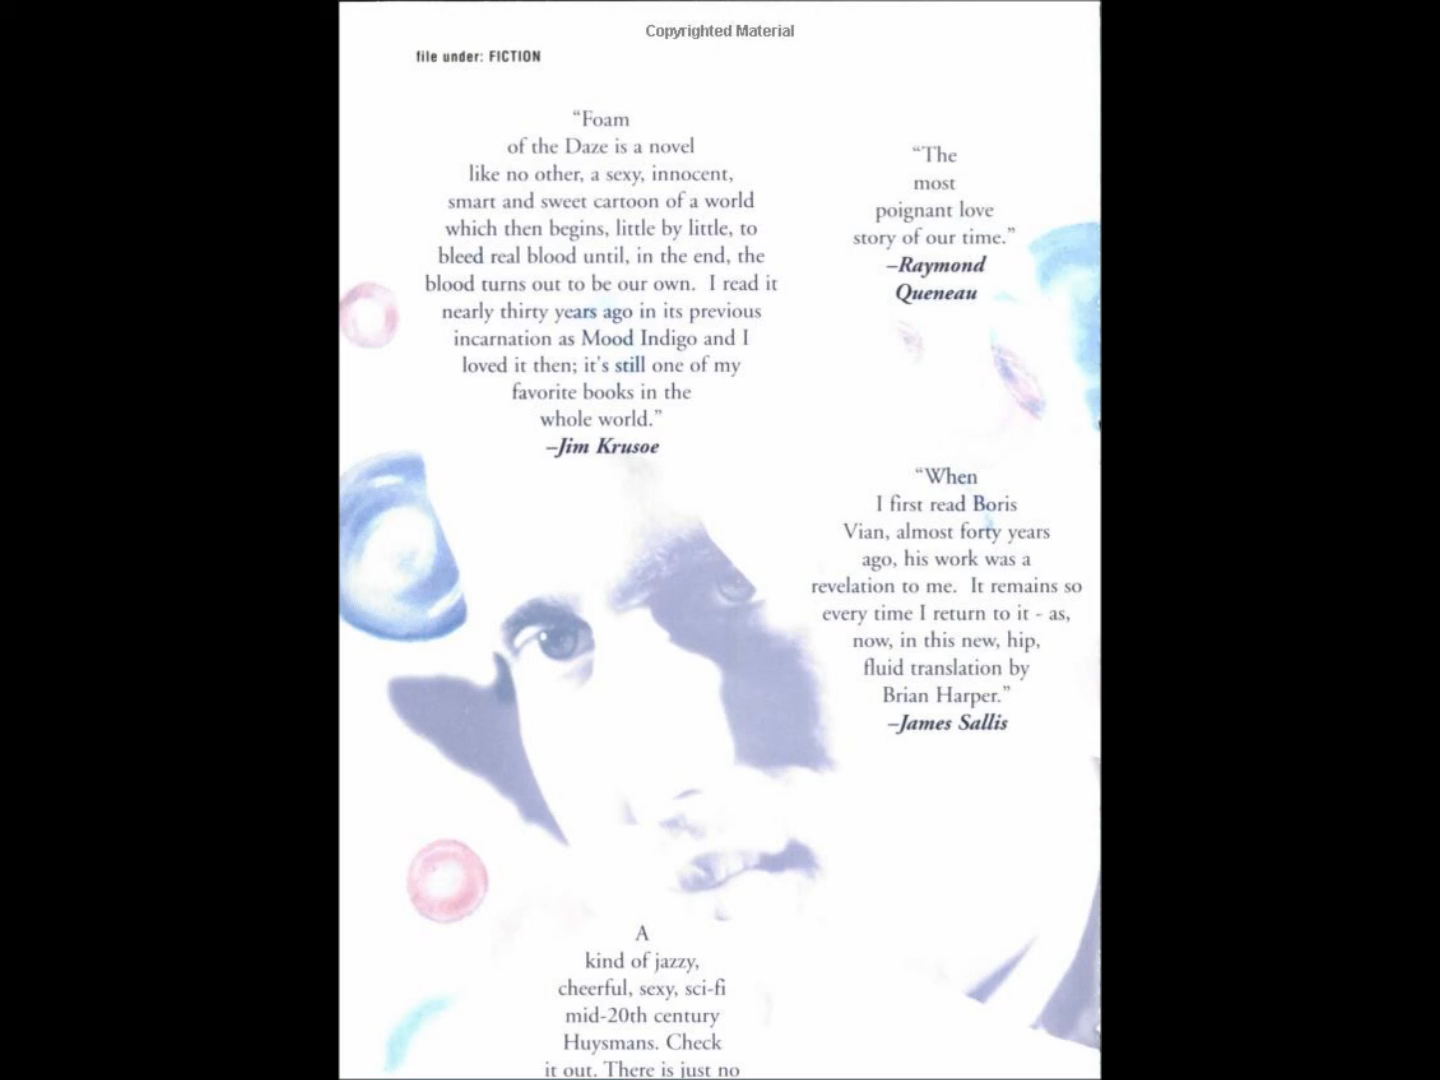 Copyrighted Material
file under: FICTION
“Foam
of the Daze is a novel
like no other, a sexy, innocent,
smart and sweet cartoon of a world
which then begins, little by little, to
bleed real blood until, in the end, the
blood turns out to be our own.  I read it
nearly thirty years ago in its previous
incarnation as Mood Indigo and I
loved it then; it's still one of my
favorite books in the
whole world.”
–Jim Krusoe
“The
most
poignant love
story of our time.”
–Raymond
Queneau
“When
I first read Boris
Vian, almost forty years
ago, his work was a
revelation to me.  It remains so
every time I return to it - as,
now, in this new, hip,
fluid translation by
Brian Harper.”
–James Sallis
A
kind of jazzy,
cheerful, sexy, sci-fi
mid-20th century
Huysmans. Check
it out. There is just no